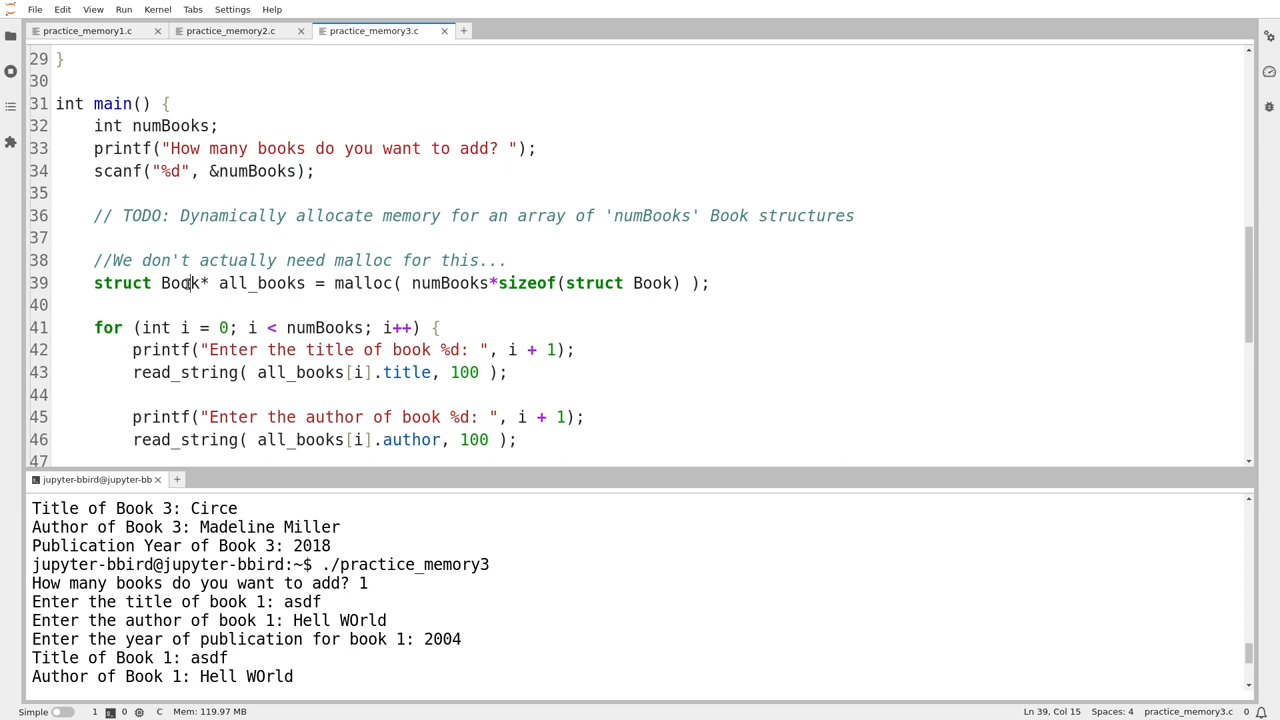 File Edit View Run Kernel Tabs Settings Help
practice_memory1.c practice_memory2.c practice_memory3.c
29 }
30
31 int main() {
32     int numBooks;
33     printf("How many books do you want to add? ");
34     scanf("%d", &numBooks);
35
36     // TODO: Dynamically allocate memory for an array of 'numBooks' Book structures
37
38     //We don't actually need malloc for this...
39     struct Book* all_books = malloc( numBooks*sizeof(struct Book) );
40
41     for (int i = 0; i < numBooks; i++) {
42         printf("Enter the title of book %d: ", i + 1);
43         read_string( all_books[i].title, 100 );
44
45         printf("Enter the author of book %d: ", i + 1);
46         read_string( all_books[i].author, 100 );
47
jupyter-bbird@jupyter-bb
Title of Book 3: Circe
Author of Book 3: Madeline Miller
Publication Year of Book 3: 2018
jupyter-bbird@jupyter-bbird:~$ ./practice_memory3
How many books do you want to add? 1
Enter the title of book 1: asdf
Enter the author of book 1: Hell WOrld
Enter the year of publication for book 1: 2004
Title of Book 1: asdf
Author of Book 1: Hell WOrld
Simple 1 0 C Mem: 119.97 MB Ln 39, Col 15 Spaces: 4 practice_memory3.c 0